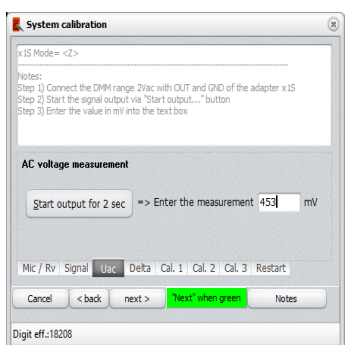 System calibration
x1S Mode= <Z>
Notes:
Step 1) Connect the DMM range 2Vac with OUT and GND of the adapter x1S
Step 2) Start the signal output via "Start output..." button
Step 3) Enter the value in mV into the text box
AC voltage measurement
Start output for 2 sec => Enter the measurement 453 mV
Mic / Rv Signal Uac Delta Cal. 1 Cal. 2 Cal. 3 Restart
Cancel < back next > "Next" when green Notes
Digit eff.:18208